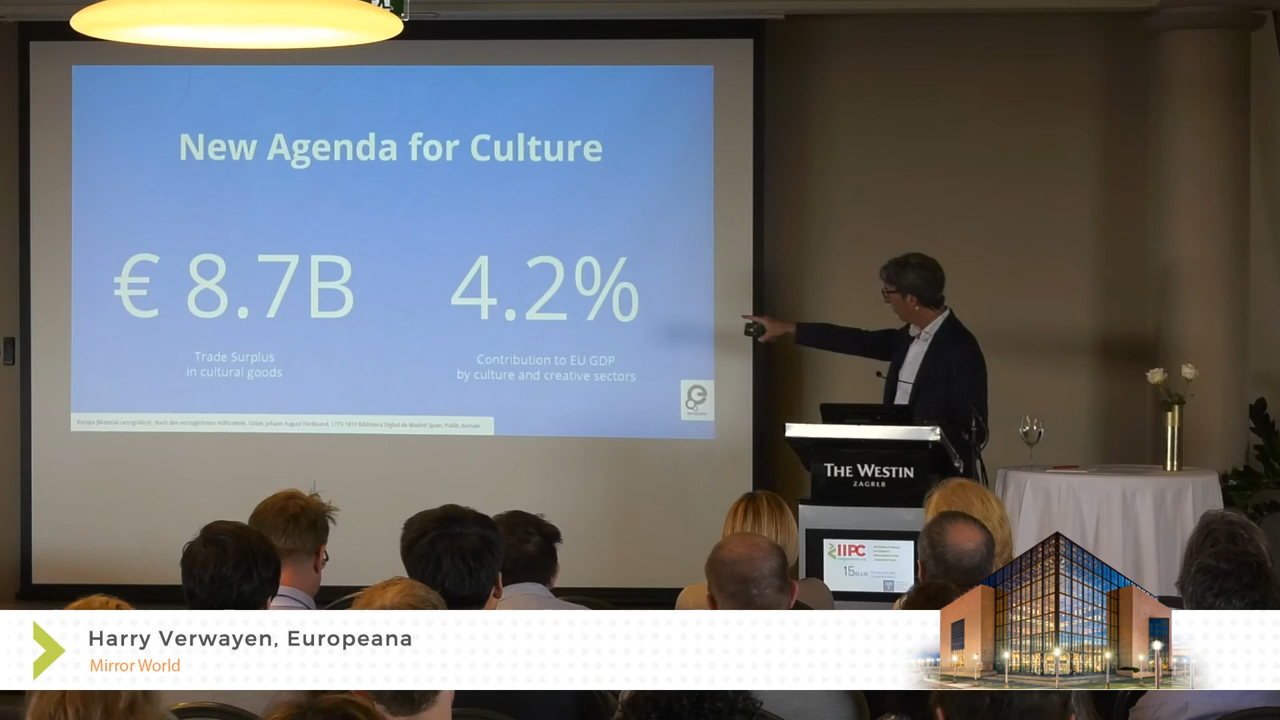 New Agenda for Culture
€ 8.7B
4.2%
Trade Surplus
in cultural goods
Contribution to EU GDP
by culture and creative sectors
THE WESTIN
ZAGREB
IIPC
Harry Verwayen, Europeana
Mirror World